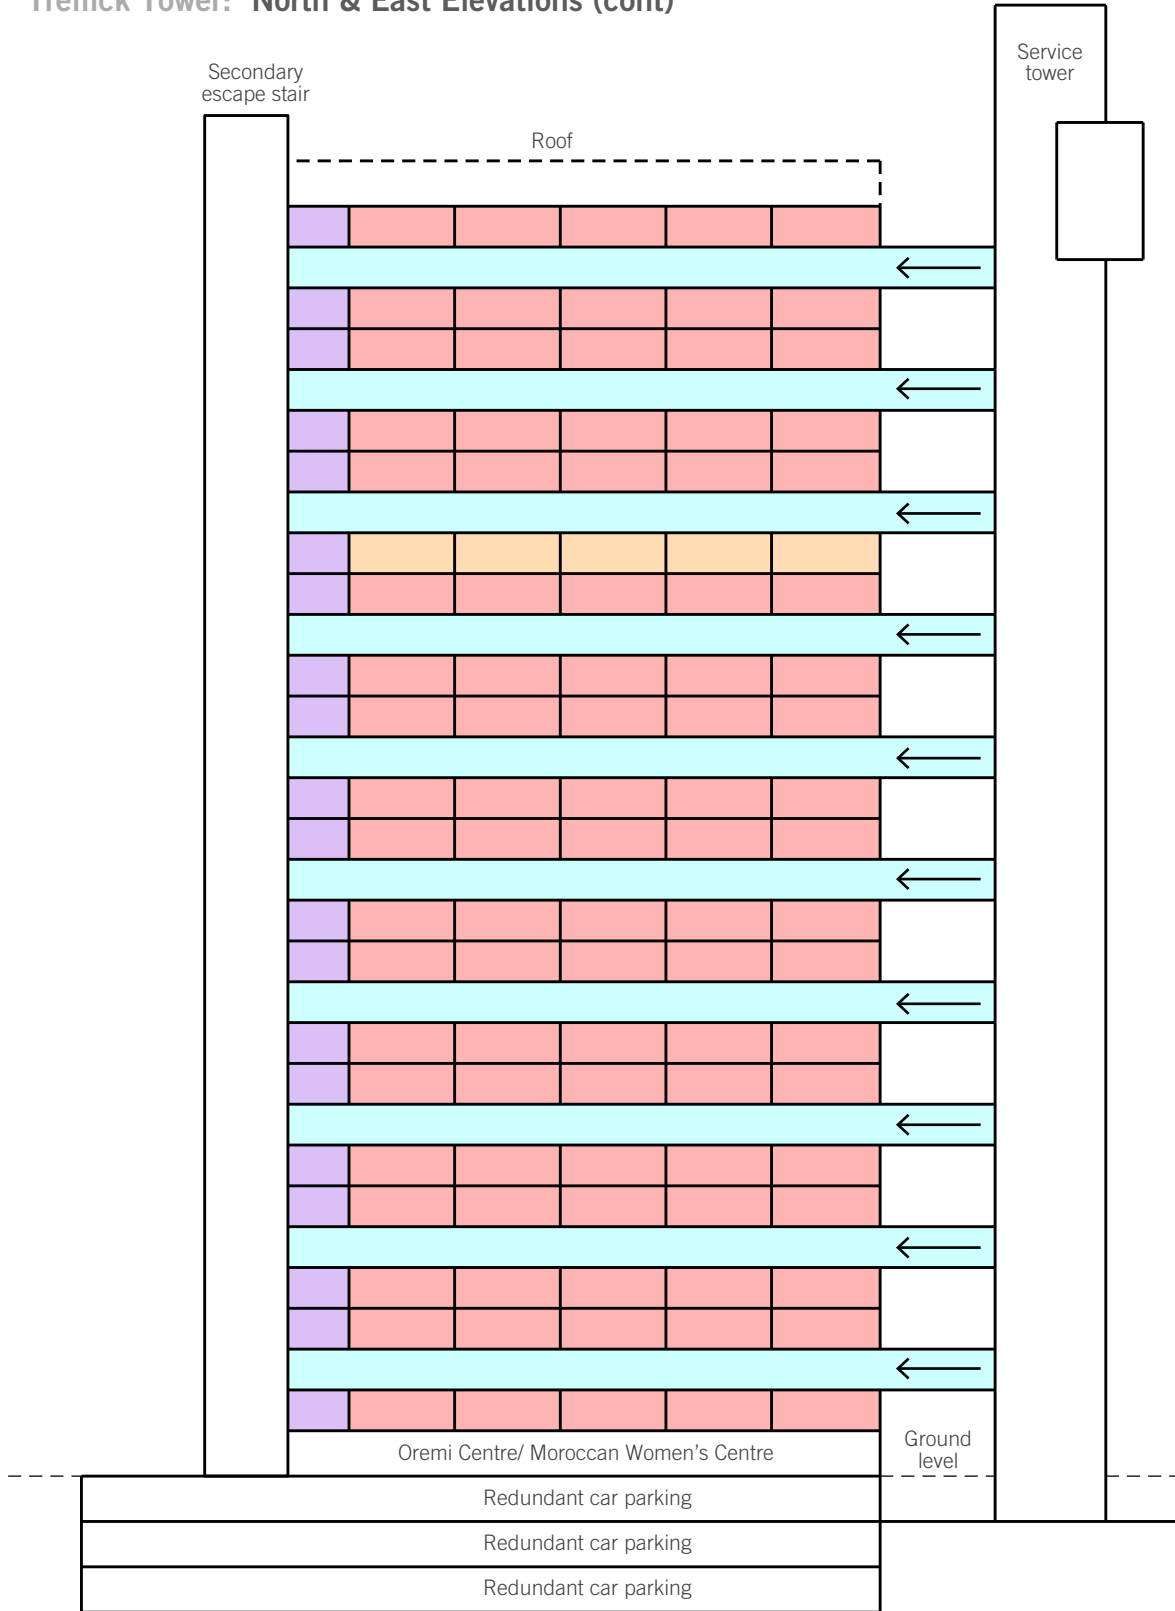 Trellick Tower: North & East Elevations (cont)
Service
tower
Secondary
escape stair
Roof
Oremi Centre/ Moroccan Women's Centre
Ground
level
Redundant car parking
Redundant car parking
Redundant car parking